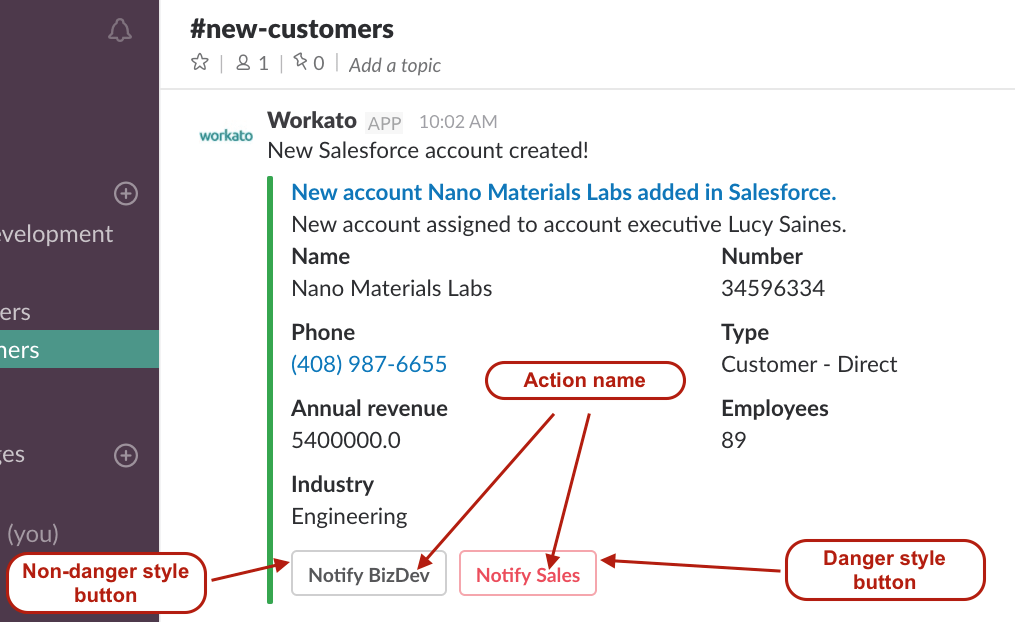 #new-customers
1 0 Add a topic
workato
Workato APP 10:02 AM
New Salesforce account created!
New account Nano Materials Labs added in Salesforce.
evelopment
New account assigned to account executive Lucy Saines.
Name Number
Nano Materials Labs 34596334
ers
Phone Type
mers
(408) 987-6655 Customer - Direct
Action name
Annual revenue Employees
5400000.0 89
ges
Industry
Engineering
(you)
Non-danger style
button
Notify BizDev Notify Sales
Danger style
button